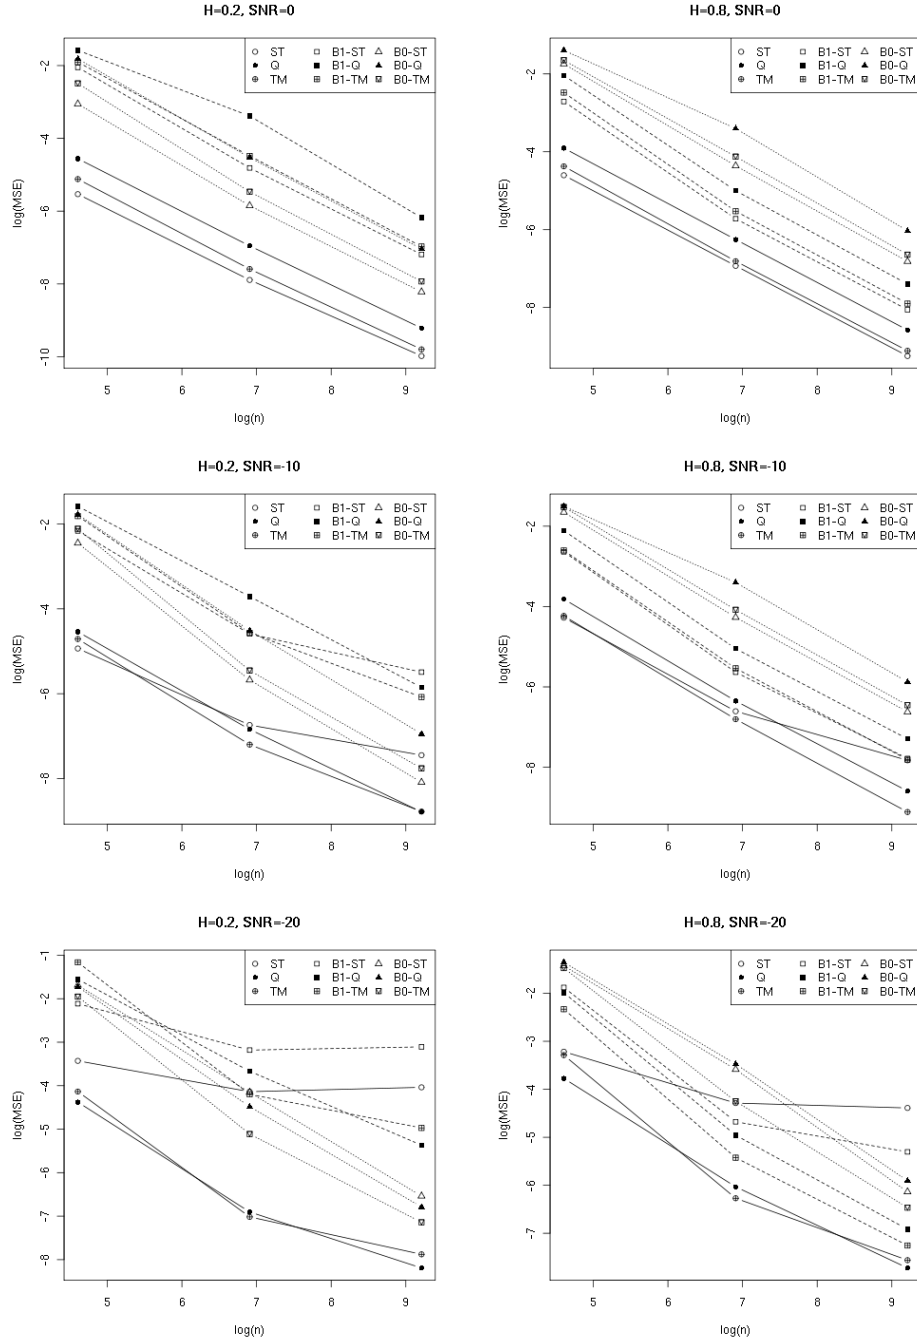 H=0.2, SNR=0
ST B1-ST B0-ST
Q B1-Q B0-Q
TM B1-TM B0-TM
log(MSE)
-2
-4
-6
-8
-10
5 6 7 8 9
log(n)
H=0.8, SNR=0
ST B1-ST B0-ST
Q B1-Q B0-Q
TM B1-TM B0-TM
log(MSE)
-2
-4
-6
-8
5 6 7 8 9
log(n)
H=0.2, SNR=-10
ST B1-ST B0-ST
Q B1-Q B0-Q
TM B1-TM B0-TM
log(MSE)
-2
-4
-6
-8
5 6 7 8 9
log(n)
H=0.8, SNR=-10
ST B1-ST B0-ST
Q B1-Q B0-Q
TM B1-TM B0-TM
log(MSE)
-2
-4
-6
-8
5 6 7 8 9
log(n)
H=0.2, SNR=-20
ST B1-ST B0-ST
Q B1-Q B0-Q
TM B1-TM B0-TM
log(MSE)
-1
-2
-3
-4
-5
-6
-7
-8
5 6 7 8 9
log(n)
H=0.8, SNR=-20
ST B1-ST B0-ST
Q B1-Q B0-Q
TM B1-TM B0-TM
log(MSE)
-2
-3
-4
-5
-6
-7
5 6 7 8 9
log(n)